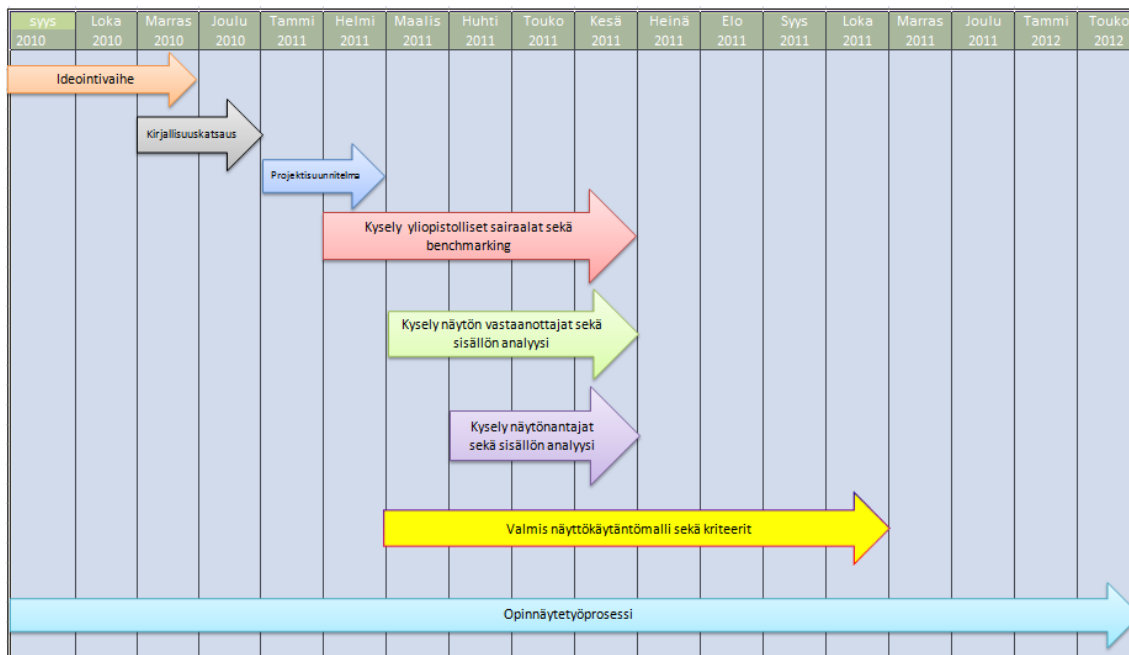 syys Loka Marras Joulu Tammi Helmi Maalis Huhti Touko Kesä Heinä Elo Syys Loka Marras Joulu Tammi Touko
2010 2010 2010 2010 2011 2011 2011 2011 2011 2011 2011 2011 2011 2011 2011 2011 2012 2012
Ideointivaihe
Kirjallisuuskatsaus
Projektisuunnitelma
Kysely yliopistolliset sairaalat sekä
benchmarking
Kysely näytön vastaanottajat sekä
sisällön analyysi
Kysely näytönantajat
sekä sisällön analyysi
Valmis näyttökäytäntömalli sekä kriteerit
Opinnäytetyöprosessi